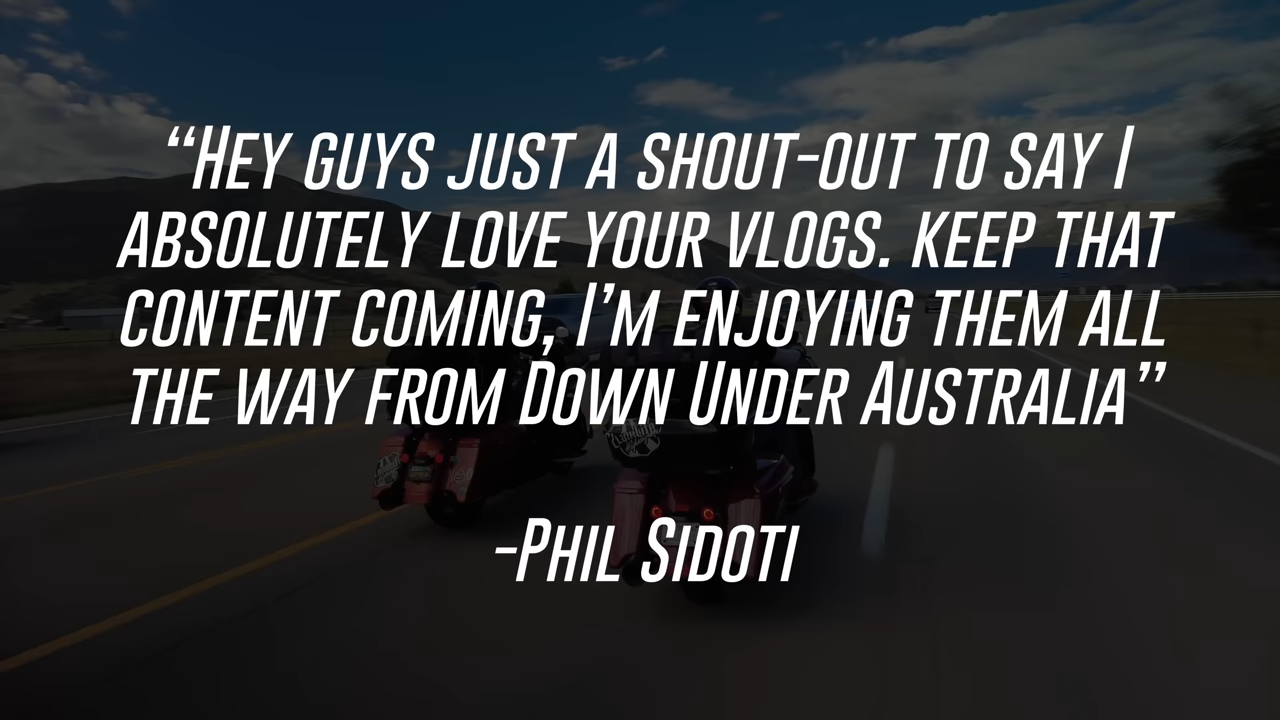 “Hey guys just a shout-out to say I
absolutely love your vlogs. keep that
content coming, I’m enjoying them all
the way from Down Under Australia”
-Phil Sidoti